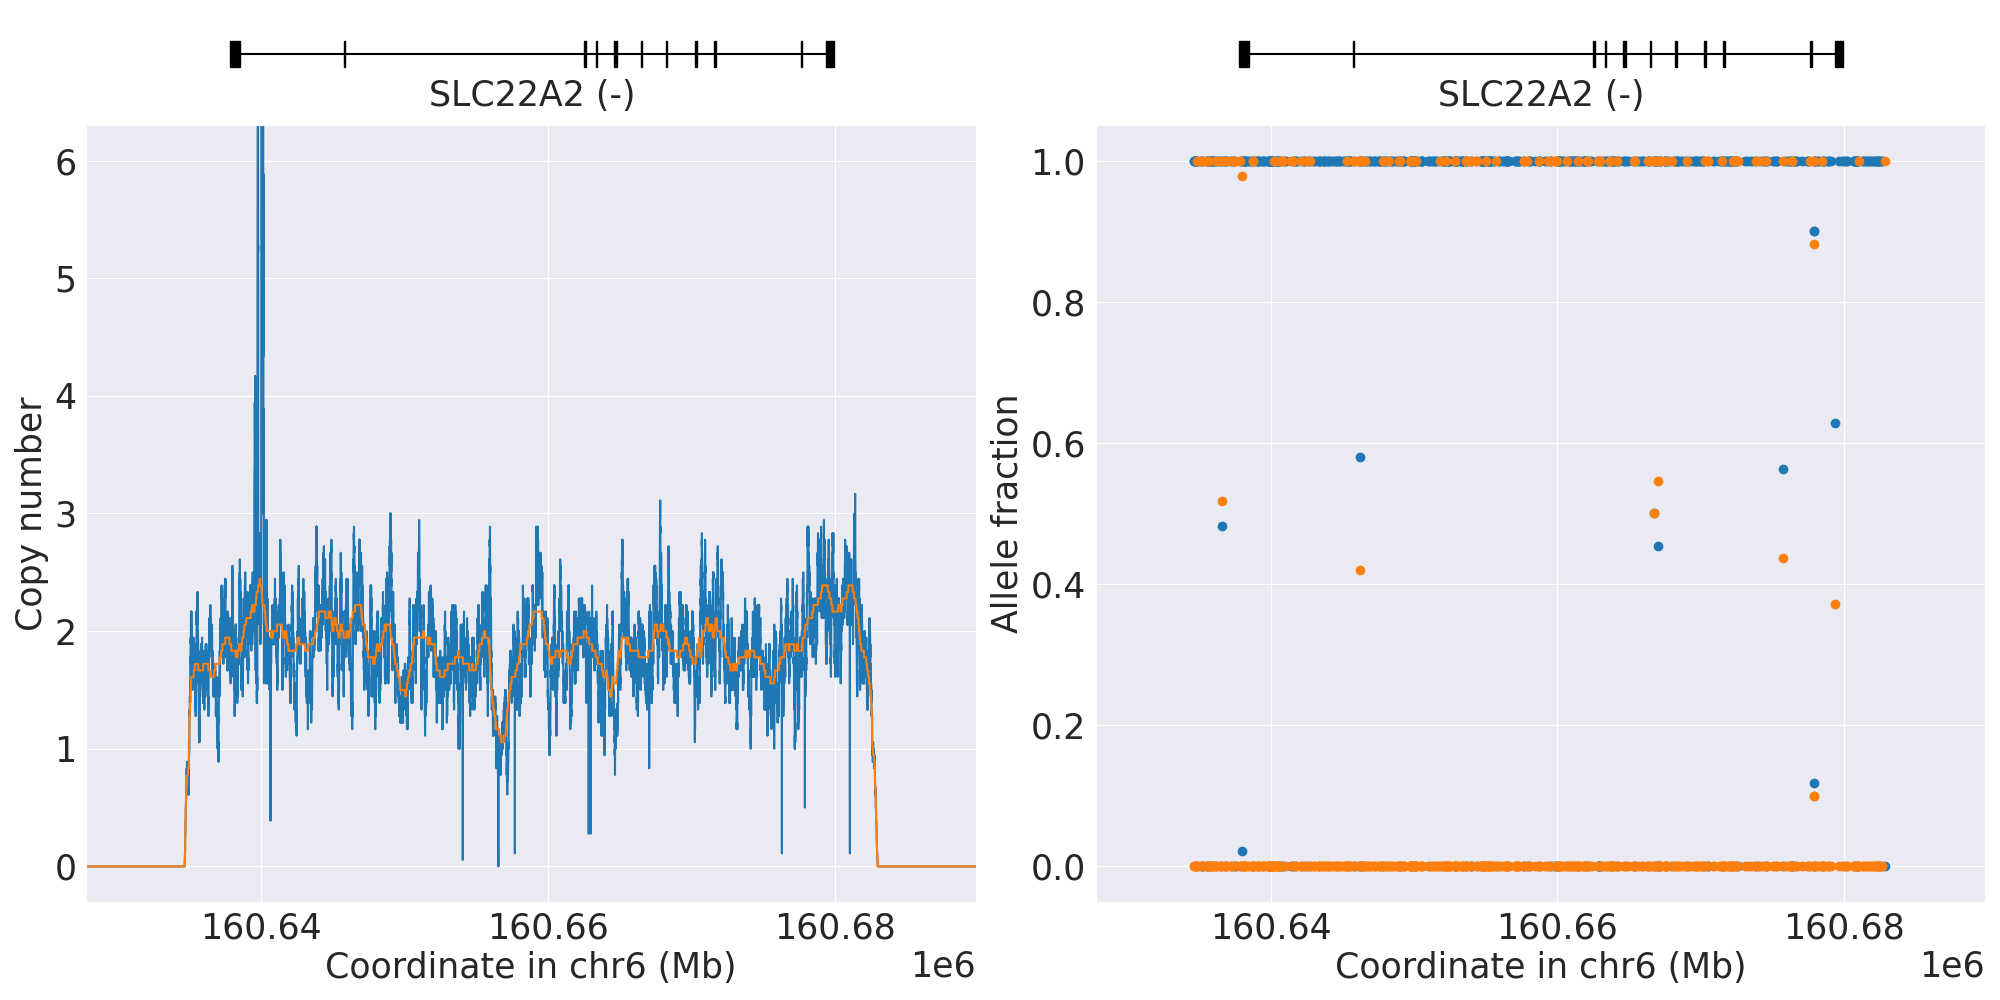 SLC22A2 (-)
6
5
4
3
2
1
0
Copy number
160.64 160.66 160.68
Coordinate in chr6 (Mb)
1e6
SLC22A2 (-)
1.0
0.8
0.6
0.4
0.2
0.0
Allele fraction
160.64 160.66 160.68
Coordinate in chr6 (Mb)
1e6